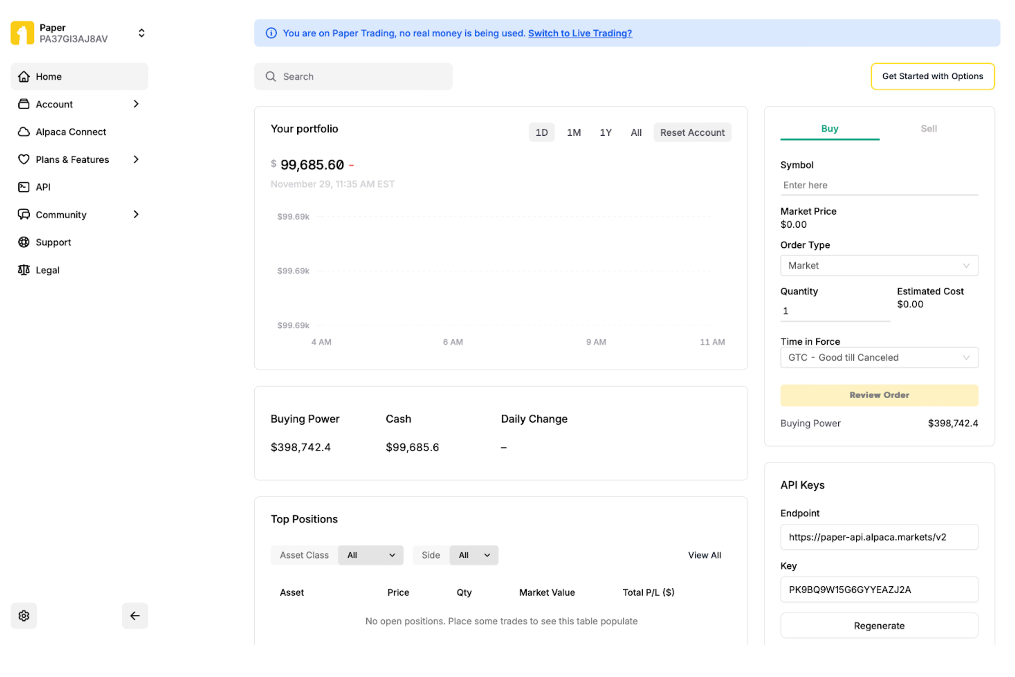 Paper
PA37GI3AJ8AV
Home
Account
Alpaca Connect
Plans & Features
API
Community
Support
Legal
You are on Paper Trading, no real money is being used. Switch to Live Trading?
Search
Get Started with Options
Your portfolio
1D 1M 1Y All Reset Account
$ 99,685.60 –
November 29, 11:35 AM EST
$99.69k
$99.69k
$99.69k
4 AM 6 AM 9 AM 11 AM
Buying Power Cash Daily Change
$398,742.4 $99,685.6 –
Top Positions
Asset Class All Side All View All
Asset Price Qty Market Value Total P/L ($)
No open positions. Place some trades to see this table populate
Buy Sell
Symbol
Enter here
Market Price
$0.00
Order Type
Market
Quantity Estimated Cost
1 $0.00
Time in Force
GTC - Good till Canceled
Review Order
Buying Power $398,742.4
API Keys
Endpoint
https://paper-api.alpaca.markets/v2
Key
PK9BQ9W15G6GYYEAZJ2A
Regenerate